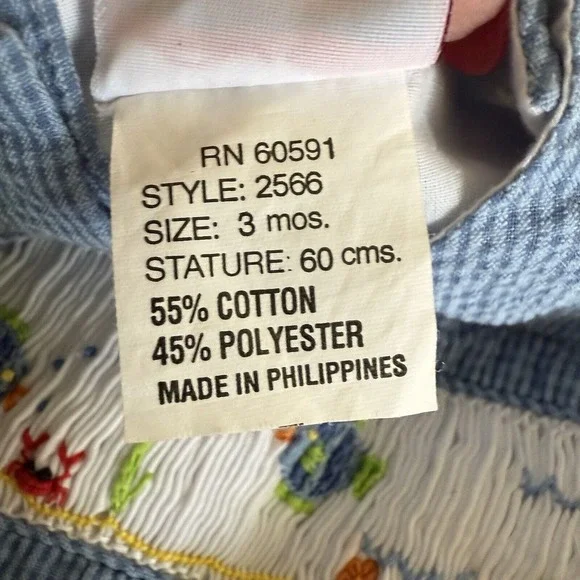 RN 60591
STYLE: 2566
SIZE: 3 mos.
STATURE: 60 cms.
55% COTTON
45% POLYESTER
MADE IN PHILIPPINES